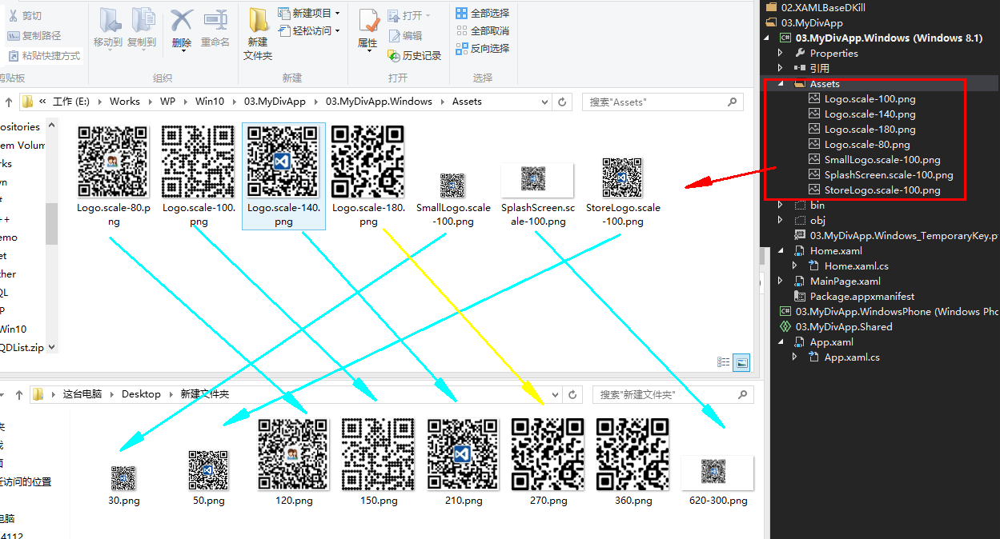 剪切
复制路径
粘贴快捷方式
剪贴板
移动到
复制到
删除
重命名
组织
新建
文件夹
新建项目
轻松访问
新建
属性
打开
编辑
历史记录
打开
全部选择
全部取消
反向选择
选择
« 工作 (E:) Works WP Win10 03.MyDivApp 03.MyDivApp.Windows Assets
搜索"Assets"
ositories
em Volum
rks
vn
#
++
emo
et
ther
QL
P
Win10
QDList.zip
Logo.scale-80.p
ng
Logo.scale-100.
png
Logo.scale-140.
png
Logo.scale-180.
png
SmallLogo.scale
-100.png
SplashScreen.sc
ale-100.png
StoreLogo.scale
-100.png
这台电脑 Desktop 新建文件夹
搜索"新建文件夹"
夹
面
近访问的位置
电脑
4112
30.png
50.png
120.png
150.png
210.png
270.png
360.png
620-300.png
02.XAMLBaseDKill
03.MyDivApp
03.MyDivApp.Windows (Windows 8.1)
Properties
引用
Assets
Logo.scale-100.png
Logo.scale-140.png
Logo.scale-180.png
Logo.scale-80.png
SmallLogo.scale-100.png
SplashScreen.scale-100.png
StoreLogo.scale-100.png
bin
obj
03.MyDivApp.Windows_TemporaryKey.p
Home.xaml
Home.xaml.cs
MainPage.xaml
Package.appxmanifest
C# 03.MyDivApp.WindowsPhone (Windows Pho
03.MyDivApp.Shared
App.xaml
App.xaml.cs